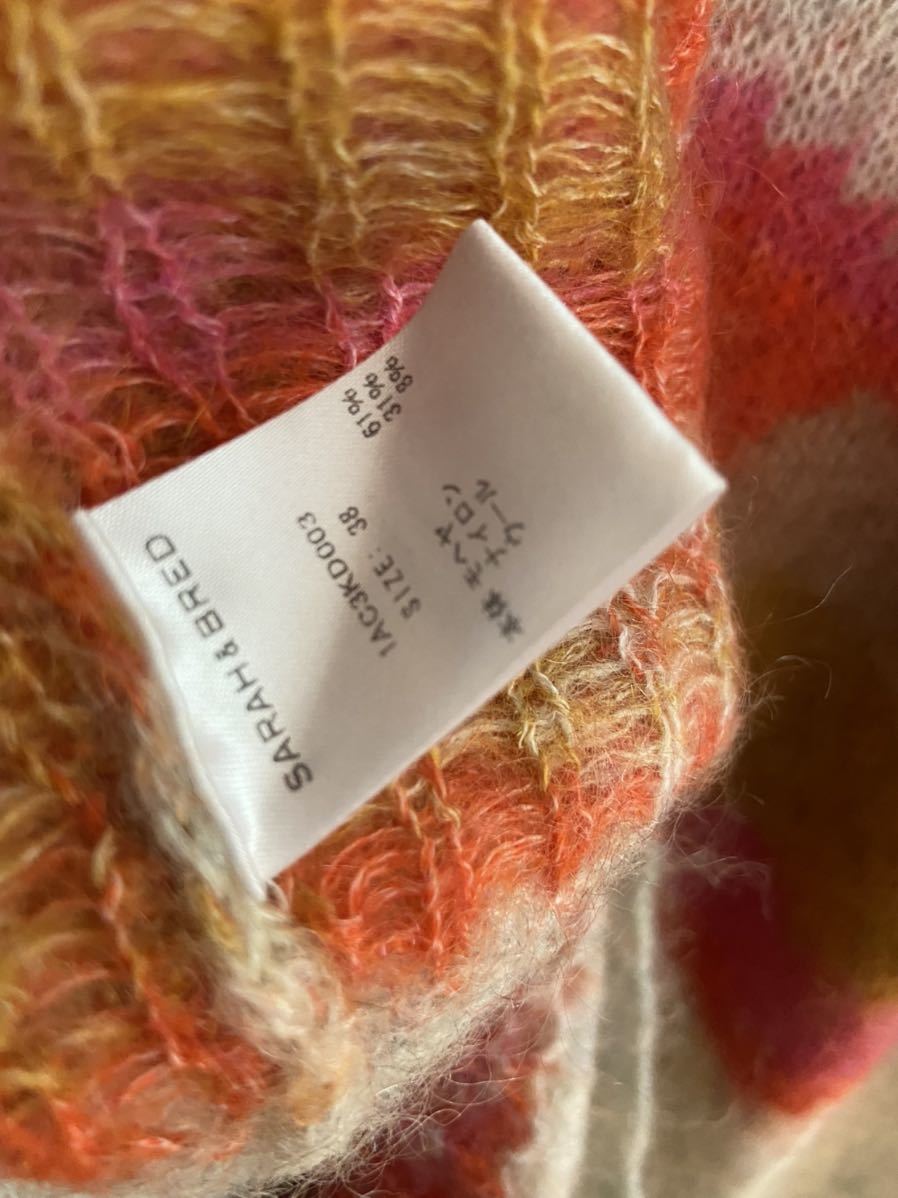 SARAH & BRED
1AC3KD003
SIZE: 38
本体 モヘヤ 61%
ナイロン 31%
ウール 8%